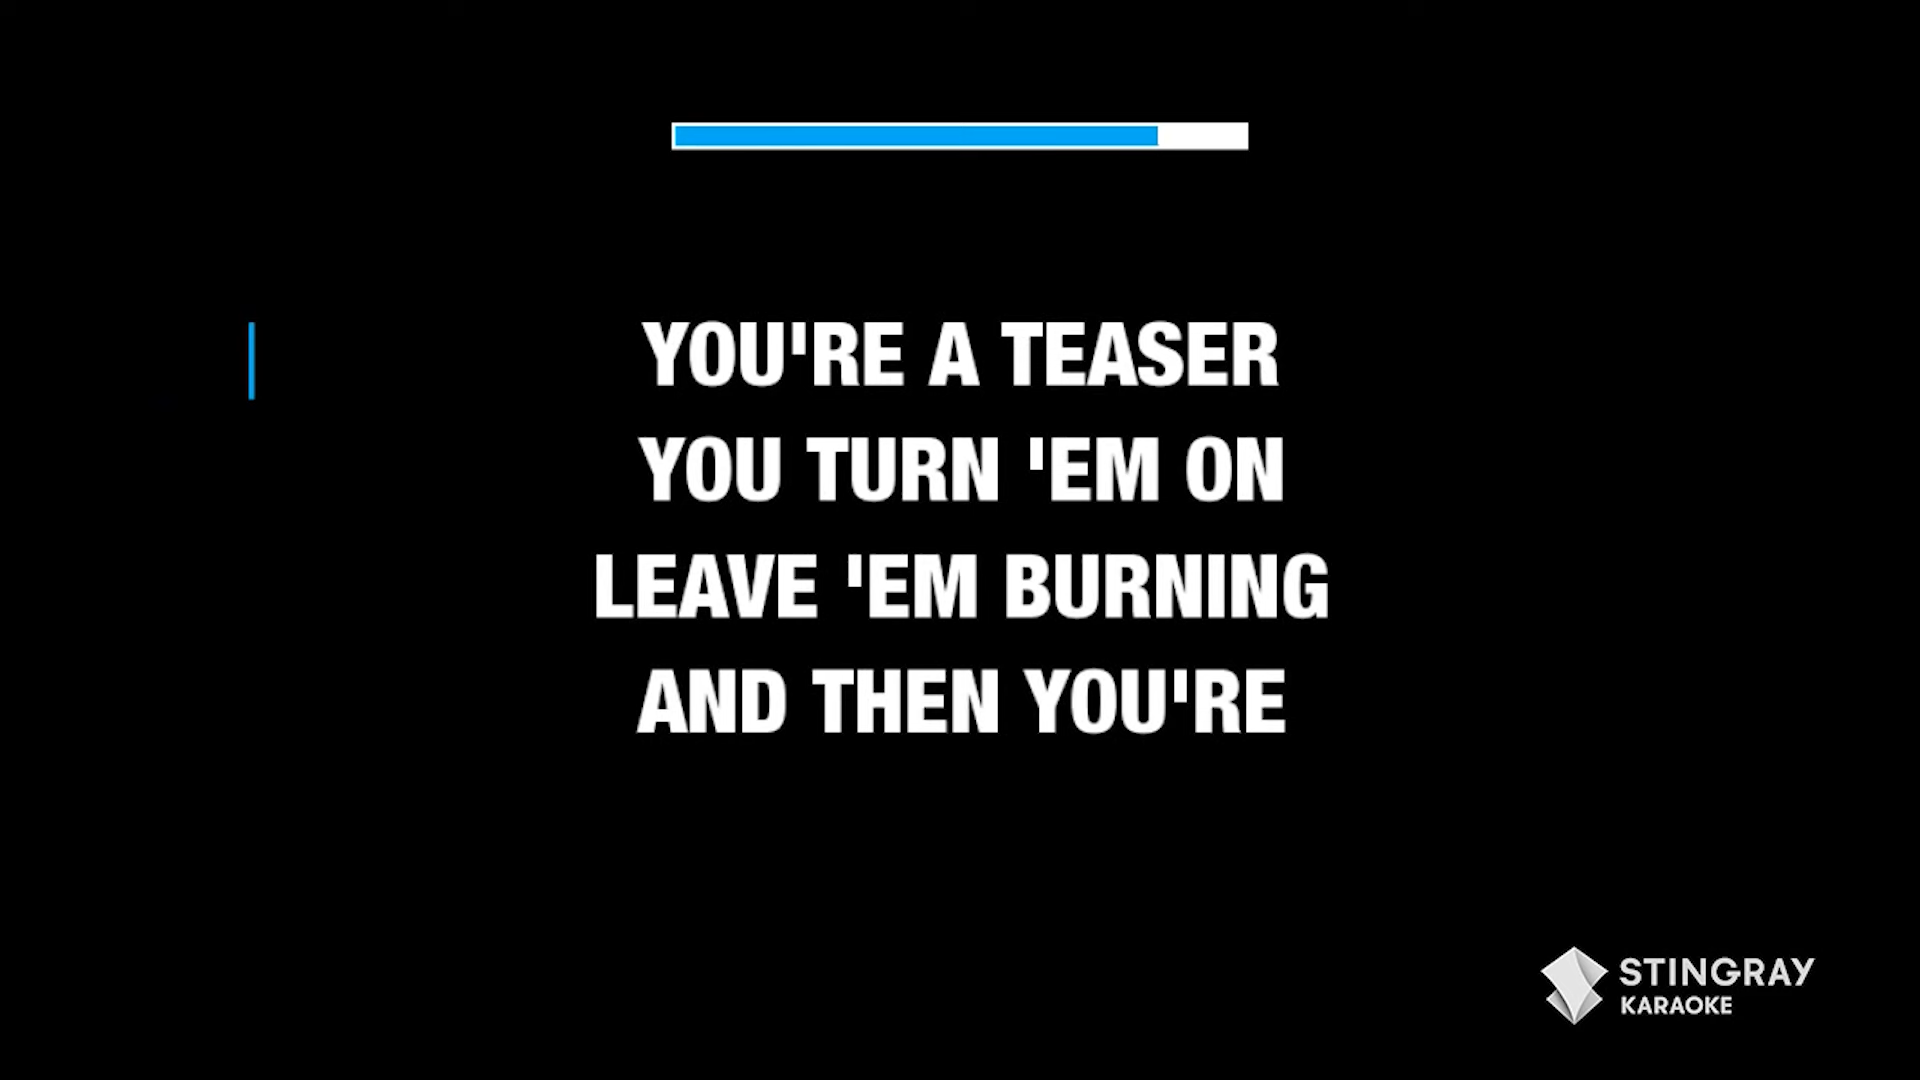 YOU'RE A TEASER
YOU TURN 'EM ON
LEAVE 'EM BURNING
AND THEN YOU'RE
STINGRAY
KARAOKE